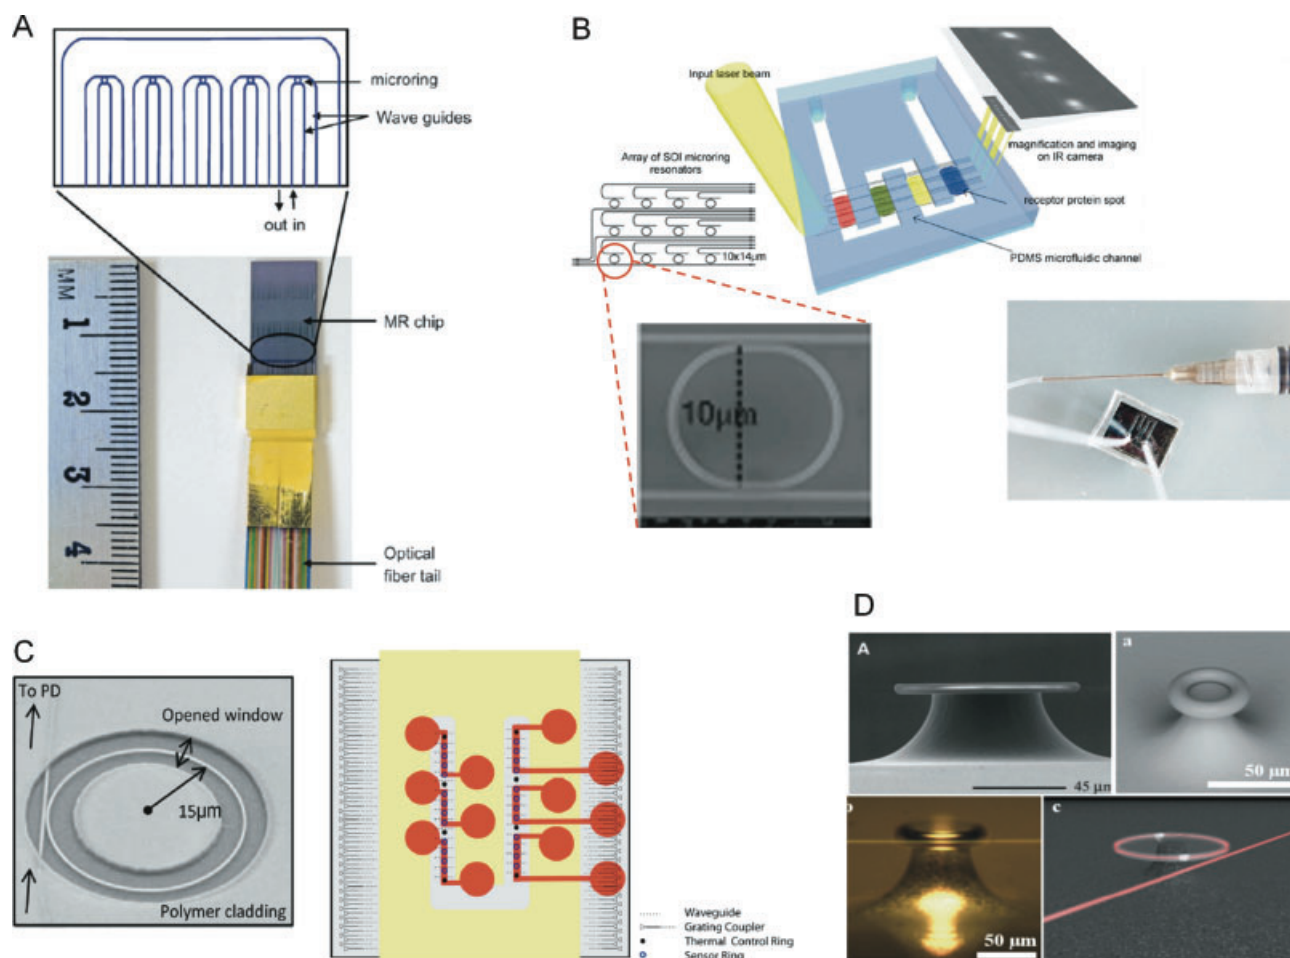 A
microring
Wave guides
out in
MM
1
2
3
4
MR chip
Optical
fiber tail
B
Input laser beam
Array of SOI microring
resonators
10x14µm
magnification and imaging
on IR camera
receptor protein spot
PDMS microfluidic channel
10µm
C
To PD
Opened window
15µm
Polymer cladding
Waveguide
Grating Coupler
Thermal Control Ring
Sensor Ring
D
A
45 µm
a
50 µm
b
50 µm
c